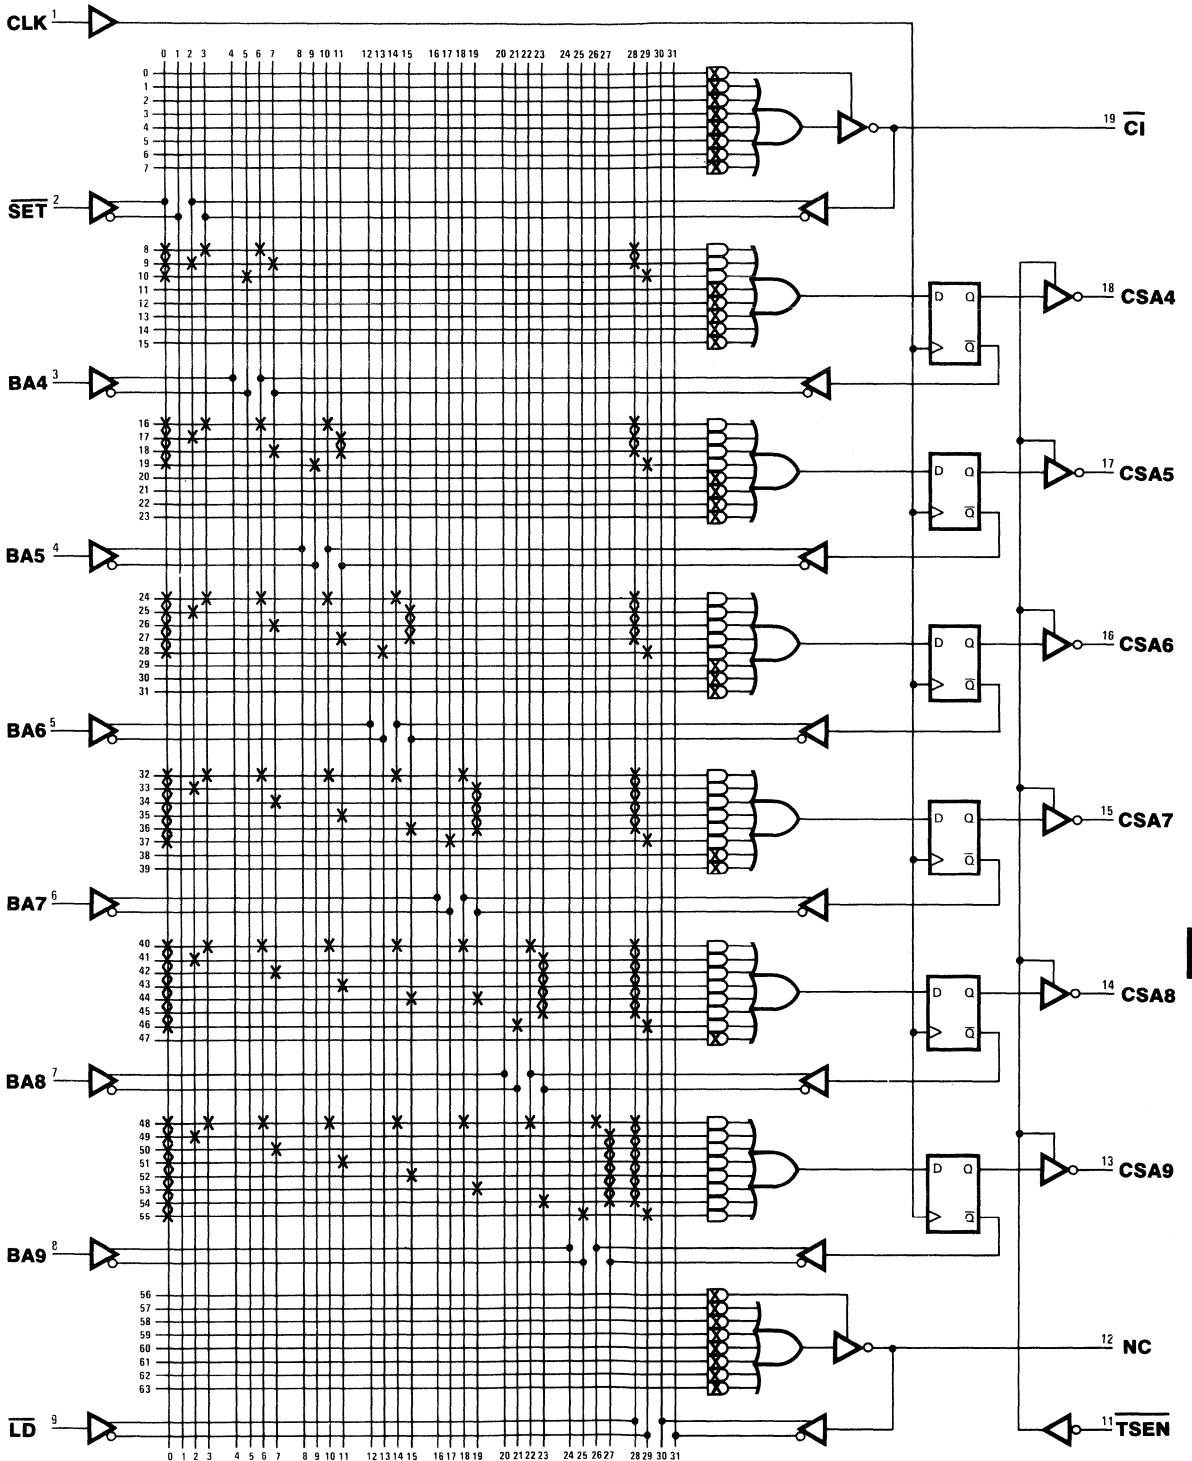 CLK 1
0 1 2 3 4 5 6 7 8 9 10 11 12 13 14 15 16 17 18 19 20 21 22 23 24 25 26 27 28 29 30 31
0
1
2
3
4
5
6
7
19 CI
SET 2
8
9
10
11
12
13
14
15
D Q
Q
18 CSA4
BA4 3
16
17
18
19
20
21
22
23
D Q
Q
17 CSA5
BA5 4
24
25
26
27
28
29
30
31
D Q
Q
16 CSA6
BA6 5
32
33
34
35
36
37
38
39
D Q
Q
15 CSA7
BA7 6
40
41
42
43
44
45
46
47
D Q
Q
14 CSA8
BA8 7
48
49
50
51
52
53
54
55
D Q
Q
13 CSA9
BA9 8
56
57
58
59
60
61
62
63
12 NC
LD 9
11 TSEN
0 1 2 3 4 5 6 7 8 9 10 11 12 13 14 15 16 17 18 19 20 21 22 23 24 25 26 27 28 29 30 31